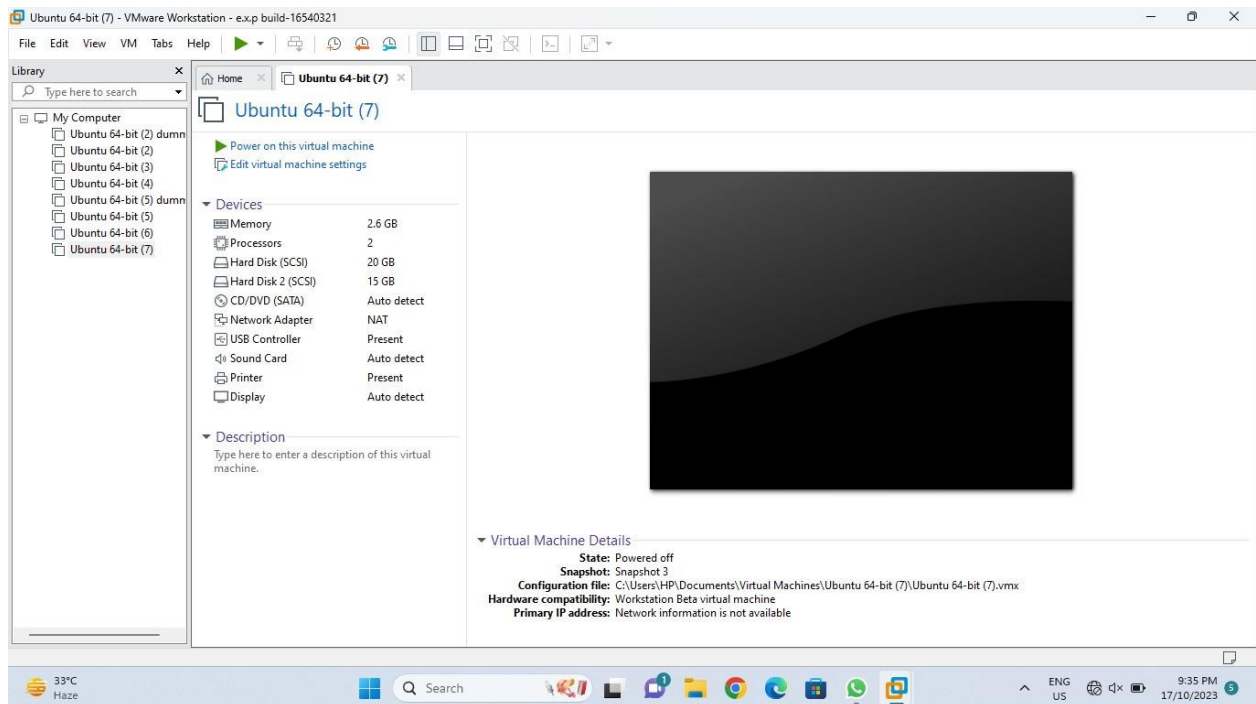 Ubuntu 64-bit (7) - VMware Workstation - e.x.p build-16540321
File Edit View VM Tabs Help
Library
Type here to search
My Computer
Ubuntu 64-bit (2) dumm
Ubuntu 64-bit (2)
Ubuntu 64-bit (3)
Ubuntu 64-bit (4)
Ubuntu 64-bit (5) dumm
Ubuntu 64-bit (5)
Ubuntu 64-bit (6)
Ubuntu 64-bit (7)
Home Ubuntu 64-bit (7)
Ubuntu 64-bit (7)
Power on this virtual machine
Edit virtual machine settings
Devices
Memory 2.6 GB
Processors 2
Hard Disk (SCSI) 20 GB
Hard Disk 2 (SCSI) 15 GB
CD/DVD (SATA) Auto detect
Network Adapter NAT
USB Controller Present
Sound Card Auto detect
Printer Present
Display Auto detect
Description
Type here to enter a description of this virtual
machine.
Virtual Machine Details
State: Powered off
Snapshot: Snapshot 3
Configuration file: C:\Users\HP\Documents\Virtual Machines\Ubuntu 64-bit (7)\Ubuntu 64-bit (7).vmx
Hardware compatibility: Workstation Beta virtual machine
Primary IP address: Network information is not available
33°C
Haze
Search
1
ENG
US
9:35 PM
17/10/2023
5